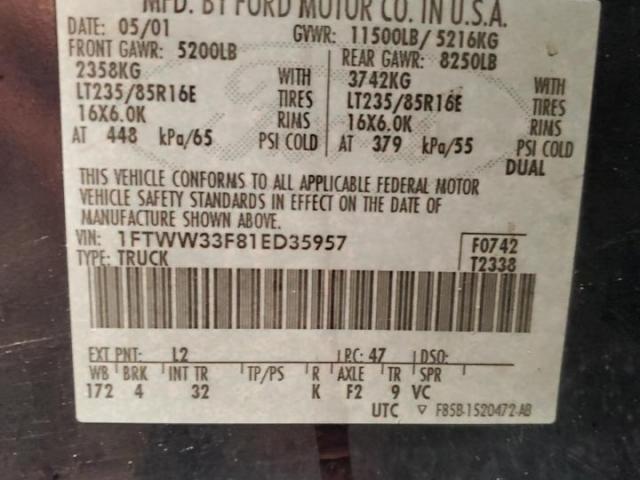 MFD. BY FORD MOTOR CO. IN U.S.A.
DATE: 05/01 GVWR: 11500LB/ 5216KG
FRONT GAWR: 5200LB REAR GAWR: 8250LB
2358KG WITH 3742KG WITH
LT235/85R16E TIRES LT235/85R16E TIRES
16X6.0K RIMS 16X6.0K RIMS
AT 448 kPa/65 PSI COLD AT 379 kPa/55 PSI COLD
DUAL
THIS VEHICLE CONFORMS TO ALL APPLICABLE FEDERAL MOTOR
VEHICLE SAFETY STANDARDS IN EFFECT ON THE DATE OF
MANUFACTURE SHOWN ABOVE.
VIN: 1FTWW33F81ED35957 F0742
TYPE: TRUCK T2338
EXT PNT: L2 RC: 47 DSO:
WB BRK INT TR TP/PS R AXLE TR SPR
172 4 32 K F2 9 VC
UTC ▽ F85B-1520472-AB